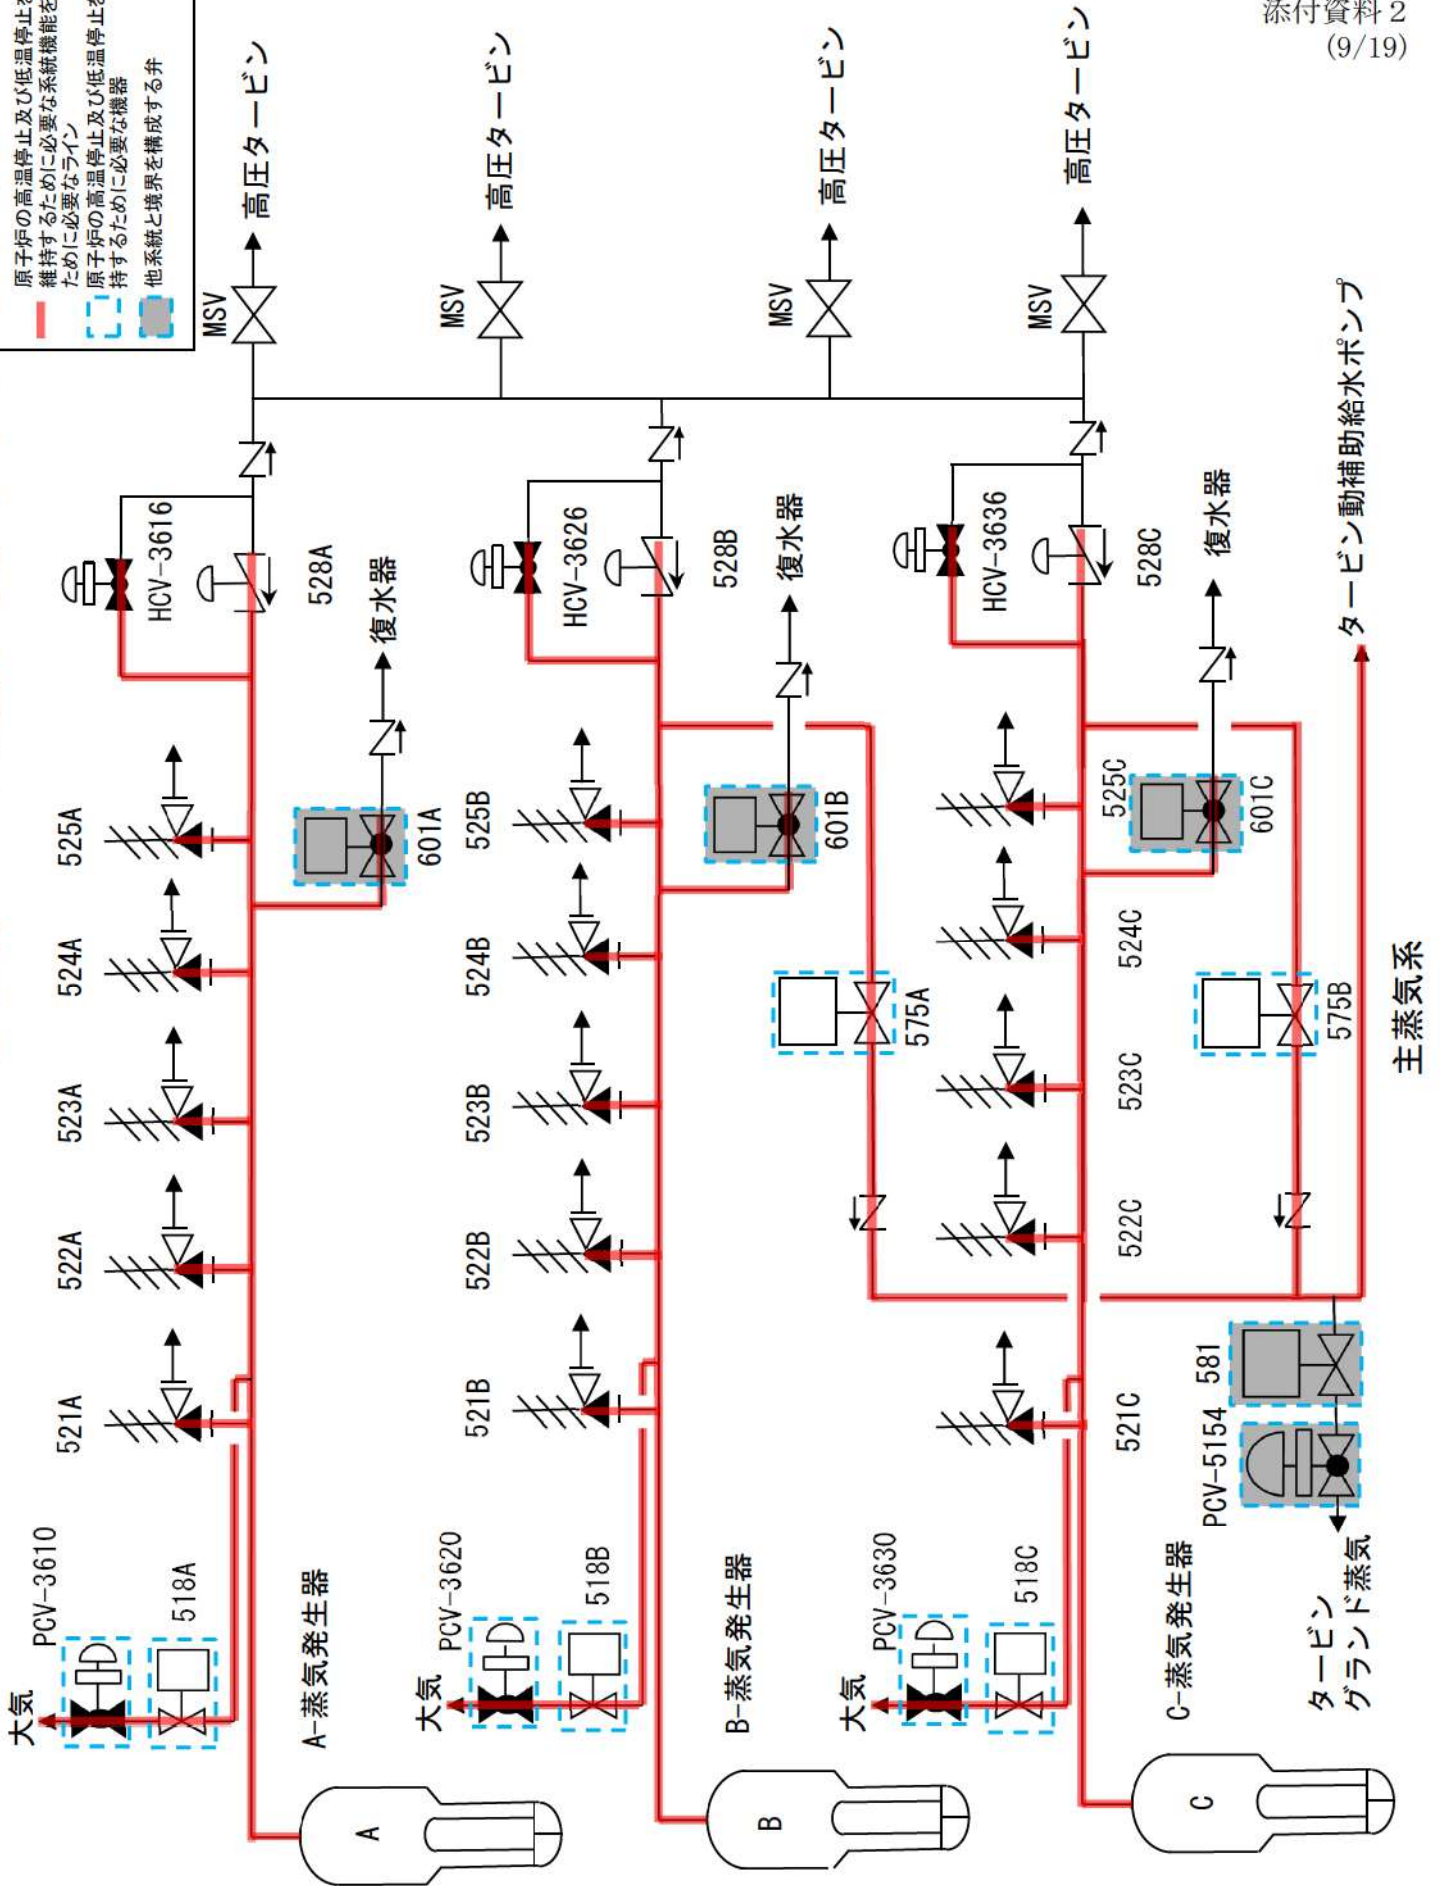 添付資料２
(9/19)
原子炉の高温停止及び低温停止を
維持するために必要な系統機能を
ために必要なライン
原子炉の高温停止及び低温停止を
持するために必要な機器
他系統と境界を構成する弁
大気
PCV-3610
518A
A-蒸気発生器
A
521A
522A
523A
524A
525A
601A
復水器
HCV-3616
528A
MSV
高圧タービン
大気
PCV-3620
518B
B-蒸気発生器
B
521B
522B
523B
524B
525B
601B
復水器
HCV-3626
528B
MSV
高圧タービン
575A
MSV
高圧タービン
大気
PCV-3630
518C
C-蒸気発生器
C
521C
522C
523C
524C
525C
601C
復水器
HCV-3636
528C
MSV
高圧タービン
575B
PCV-5154
581
タービン
グランド蒸気
タービン動補助給水ポンプ
主蒸気系